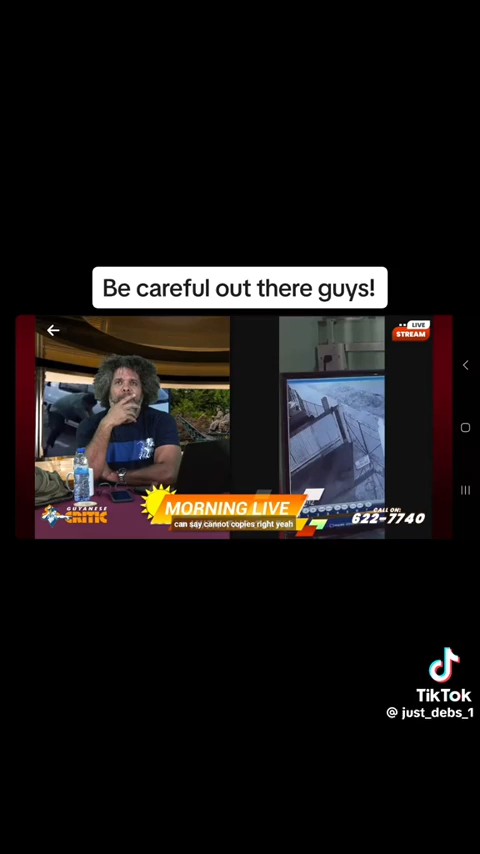 Be careful out there guys!
LIVE
STREAM
GUYANESE
CRITIC
MORNING LIVE
can say cannot copies right yeah
CALL ON:
622-7740
TikTok
@ just_debs_1